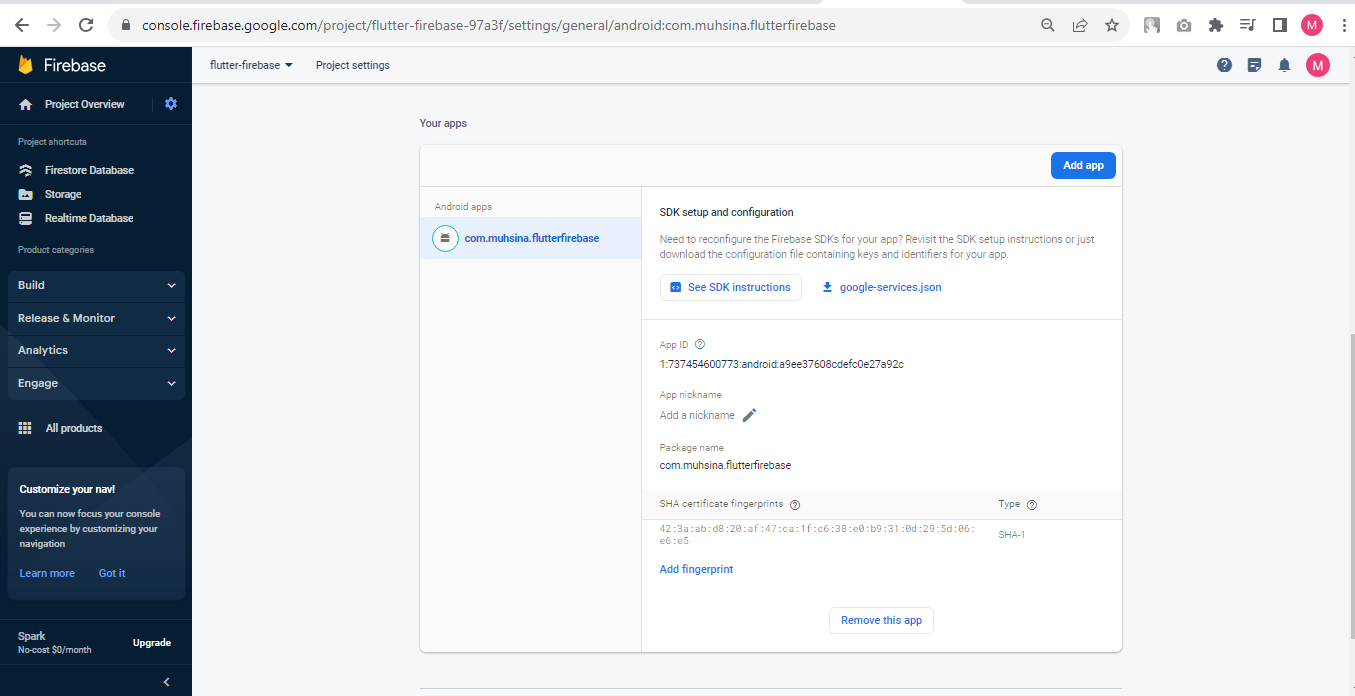 console.firebase.google.com/project/flutter-firebase-97a3f/settings/general/android:com.muhsina.flutterfirebase
M
Firebase
flutter-firebase
Project settings
M
Project Overview
Project shortcuts
Firestore Database
Storage
Realtime Database
Product categories
Build
Release & Monitor
Analytics
Engage
All products
Customize your nav!
You can now focus your console
experience by customizing your
navigation
Learn more
Got it
Spark
No-cost $0/month
Upgrade
Your apps
Add app
Android apps
com.muhsina.flutterfirebase
SDK setup and configuration
Need to reconfigure the Firebase SDKs for your app? Revisit the SDK setup instructions or just
download the configuration file containing keys and identifiers for your app.
See SDK instructions
google-services.json
App ID
1:737454600773:android:a9ee37608cdefc0e27a92c
App nickname
Add a nickname
Package name
com.muhsina.flutterfirebase
SHA certificate fingerprints
Type
42:3a:ab:d8:20:af:47:ca:1f:c6:38:e0:b9:31:0d:29:5d:06:
e6:e5
SHA-1
Add fingerprint
Remove this app